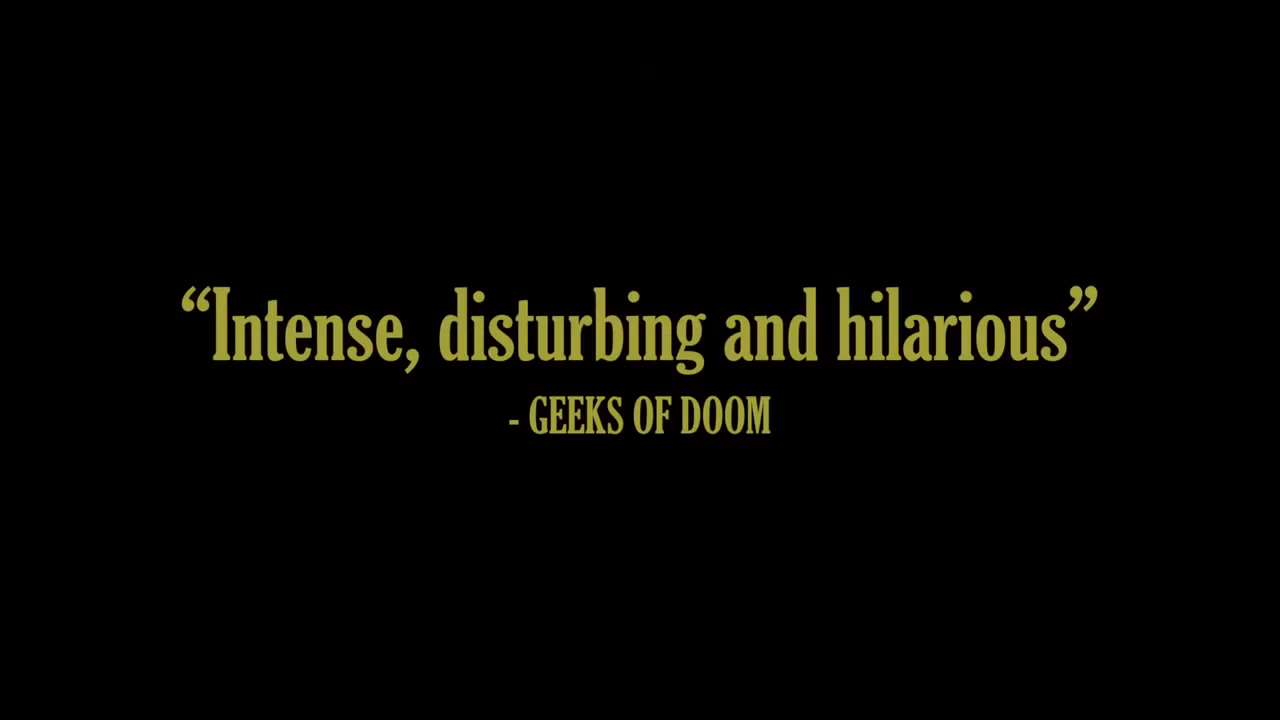 “Intense, disturbing and hilarious”
- GEEKS OF DOOM